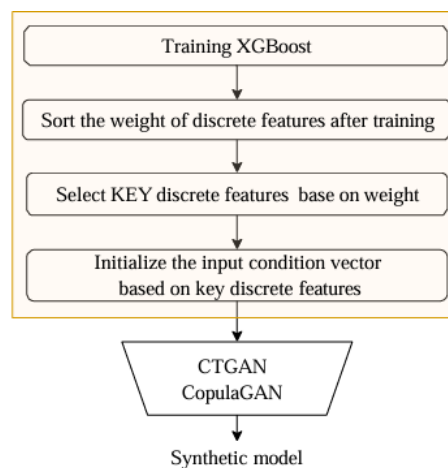 Training XGBoost
Sort the weight of discrete features after training
Select KEY discrete features base on weight
Initialize the input condition vector
based on key discrete features
CTGAN
CopulaGAN
Synthetic model